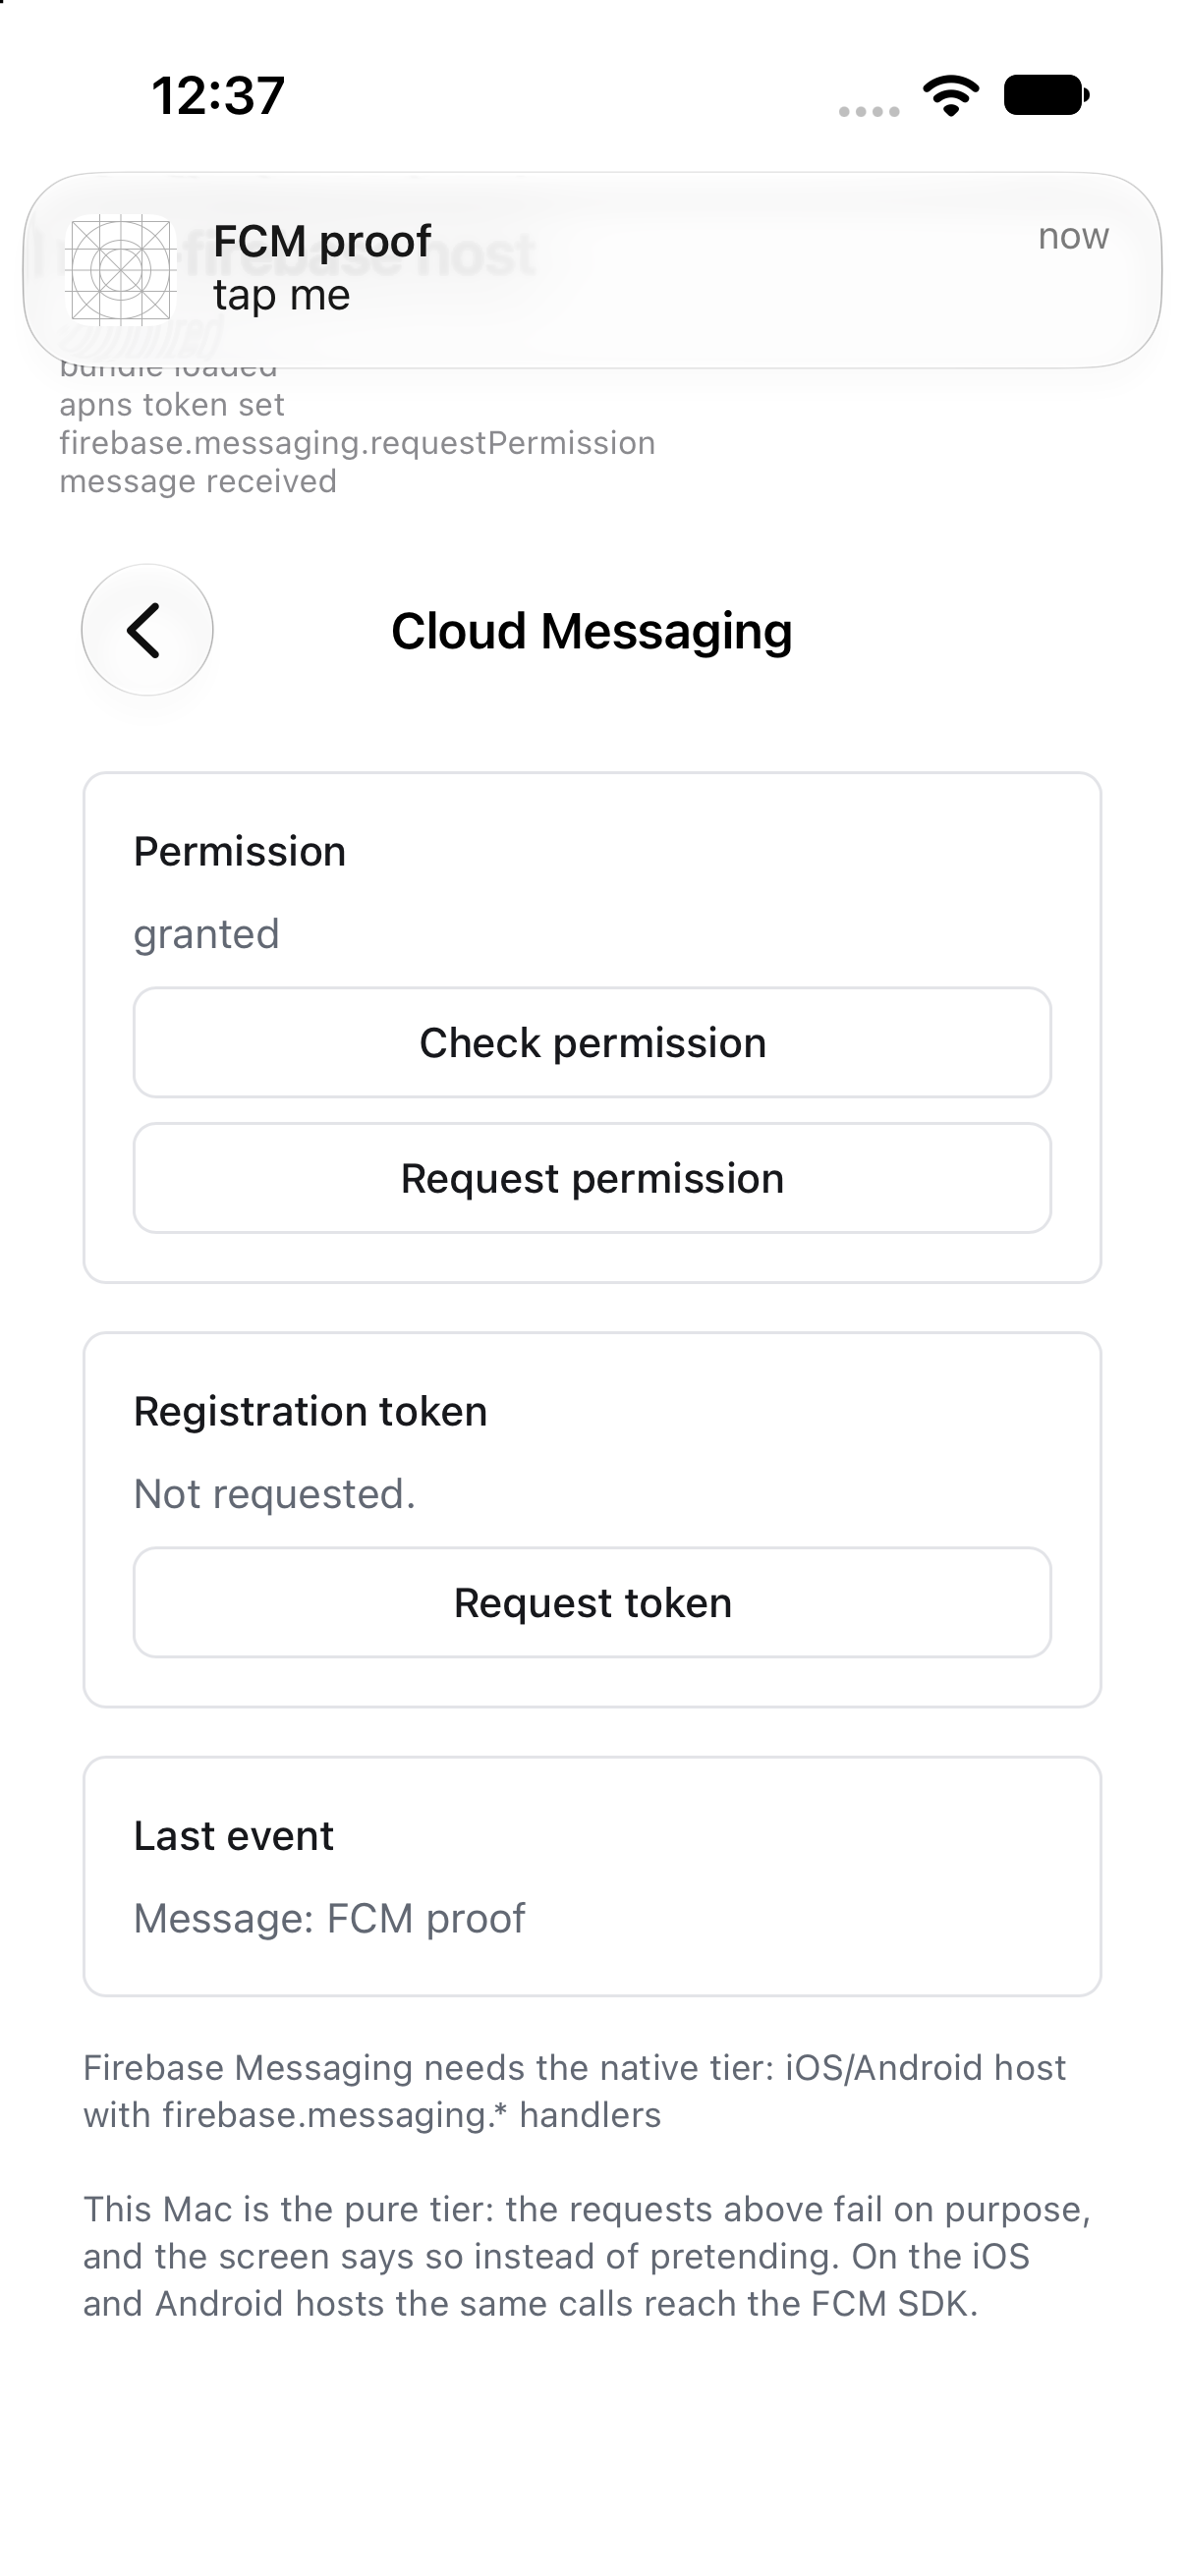 12:37
FCM proof
now
tap me
firebase host
bundle loaded
apns token set
firebase.messaging.requestPermission
message received
Cloud Messaging
Permission
granted
Check permission
Request permission
Registration token
Not requested.
Request token
Last event
Message: FCM proof
Firebase Messaging needs the native tier: iOS/Android host
with firebase.messaging.* handlers
This Mac is the pure tier: the requests above fail on purpose,
and the screen says so instead of pretending. On the iOS
and Android hosts the same calls reach the FCM SDK.